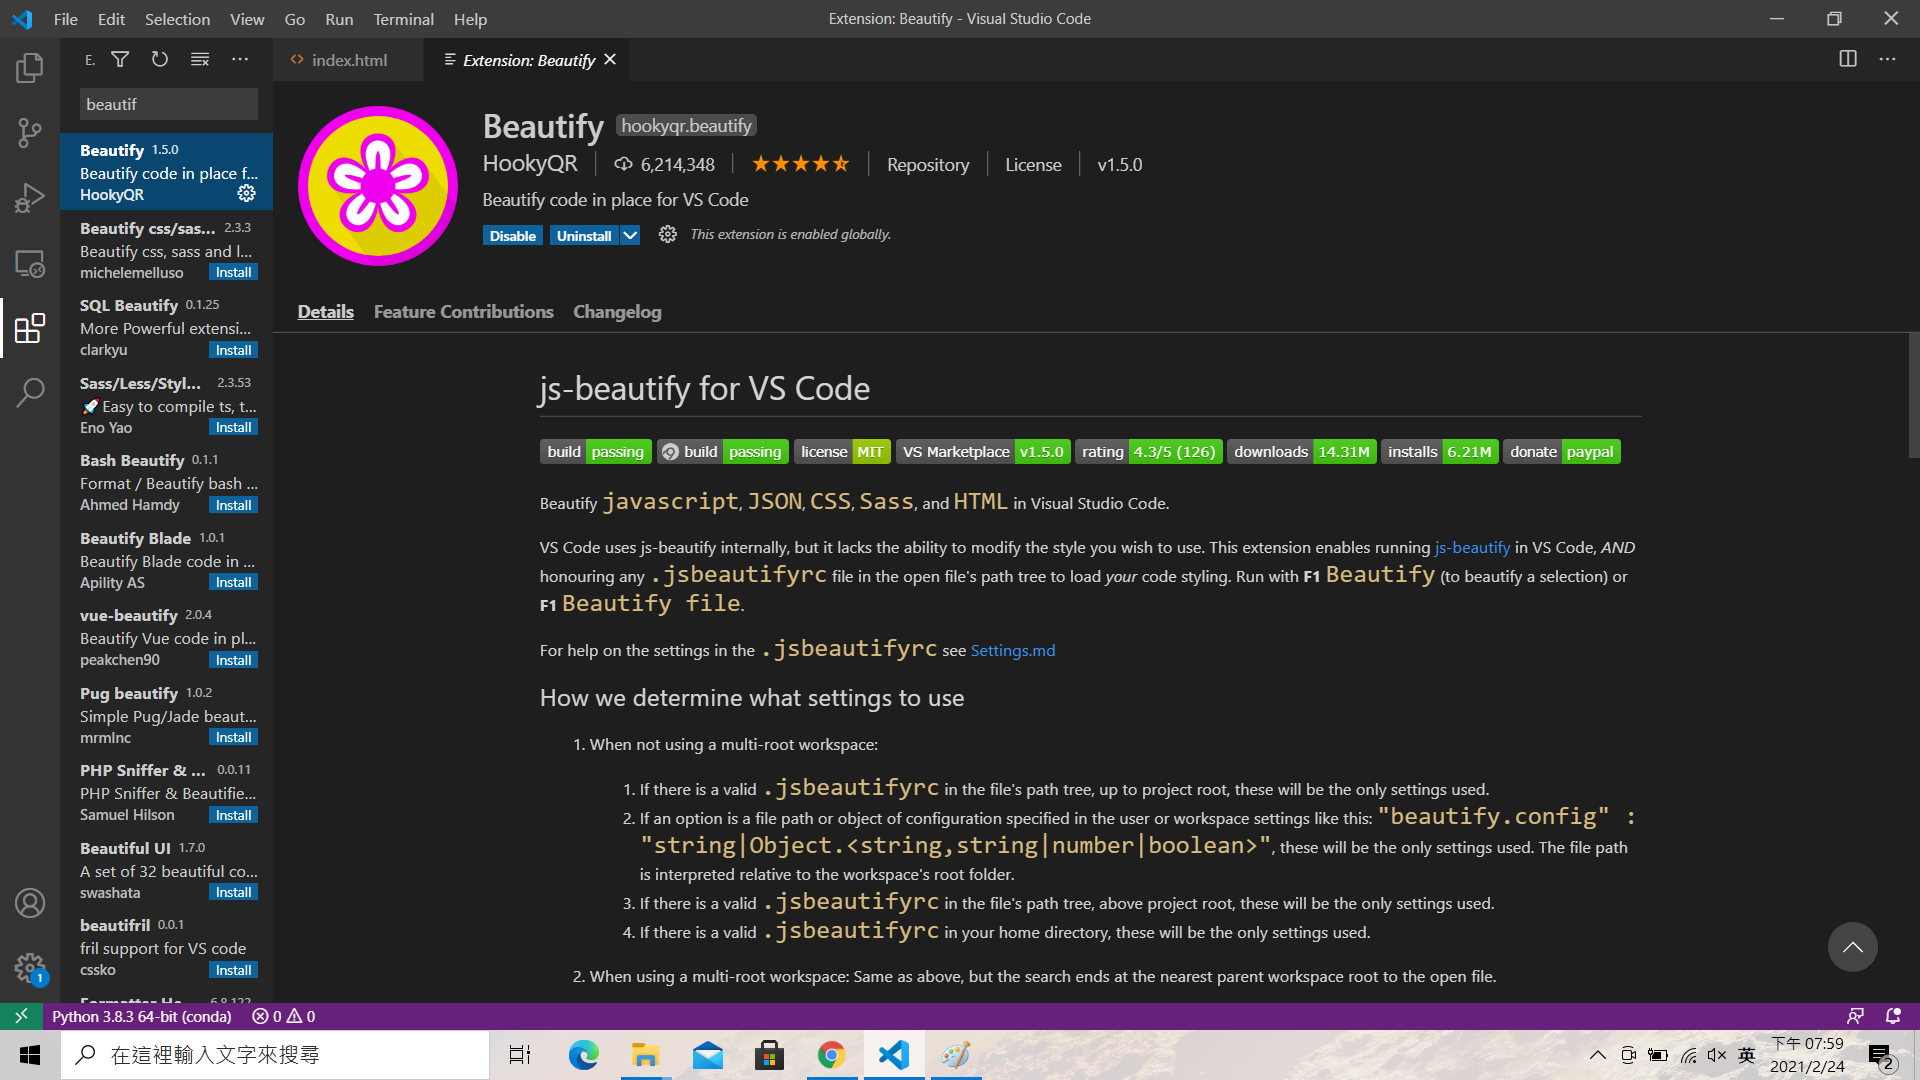 File Edit Selection View Go Run Terminal Help
Extension: Beautify - Visual Studio Code
E.
index.html
Extension: Beautify
beautif
Beautify 1.5.0
Beautify code in place f...
HookyQR
Beautify css/sas... 2.3.3
Beautify css, sass and l...
michelemelluso Install
SQL Beautify 0.1.25
More Powerful extensi...
clarkyu Install
Sass/Less/Styl... 2.3.53
🚀Easy to compile ts, t...
Eno Yao Install
Bash Beautify 0.1.1
Format / Beautify bash ...
Ahmed Hamdy Install
Beautify Blade 1.0.1
Beautify Blade code in ...
Apility AS Install
vue-beautify 2.0.4
Beautify Vue code in pl...
peakchen90 Install
Pug beautify 1.0.2
Simple Pug/Jade beaut...
mrmlnc Install
PHP Sniffer & ... 0.0.11
PHP Sniffer & Beautifie...
Samuel Hilson Install
Beautiful UI 1.7.0
A set of 32 beautiful co...
swashata Install
beautifril 0.0.1
fril support for VS code
cssko Install
Beautify hookyqr.beautify
HookyQR 6,214,348 Repository License v1.5.0
Beautify code in place for VS Code
Disable Uninstall This extension is enabled globally.
Details Feature Contributions Changelog
js-beautify for VS Code
build passing build passing license MIT VS Marketplace v1.5.0 rating 4.3/5 (126) downloads 14.31M installs 6.21M donate paypal
Beautify javascript, JSON, CSS, Sass, and HTML in Visual Studio Code.
VS Code uses js-beautify internally, but it lacks the ability to modify the style you wish to use. This extension enables running js-beautify in VS Code, AND
honouring any .jsbeautifyrc file in the open file's path tree to load your code styling. Run with F1 Beautify (to beautify a selection) or
F1 Beautify file.
For help on the settings in the .jsbeautifyrc see Settings.md
How we determine what settings to use
1. When not using a multi-root workspace:
1. If there is a valid .jsbeautifyrc in the file's path tree, up to project root, these will be the only settings used.
2. If an option is a file path or object of configuration specified in the user or workspace settings like this: "beautify.config" :
"string|Object.<string,string|number|boolean>", these will be the only settings used. The file path
is interpreted relative to the workspace's root folder.
3. If there is a valid .jsbeautifyrc in the file's path tree, above project root, these will be the only settings used.
4. If there is a valid .jsbeautifyrc in your home directory, these will be the only settings used.
2. When using a multi-root workspace: Same as above, but the search ends at the nearest parent workspace root to the open file.
1
Python 3.8.3 64-bit (conda) 0 0
在這裡輸入文字來搜尋
英
下午 07:59
2021/2/24
2